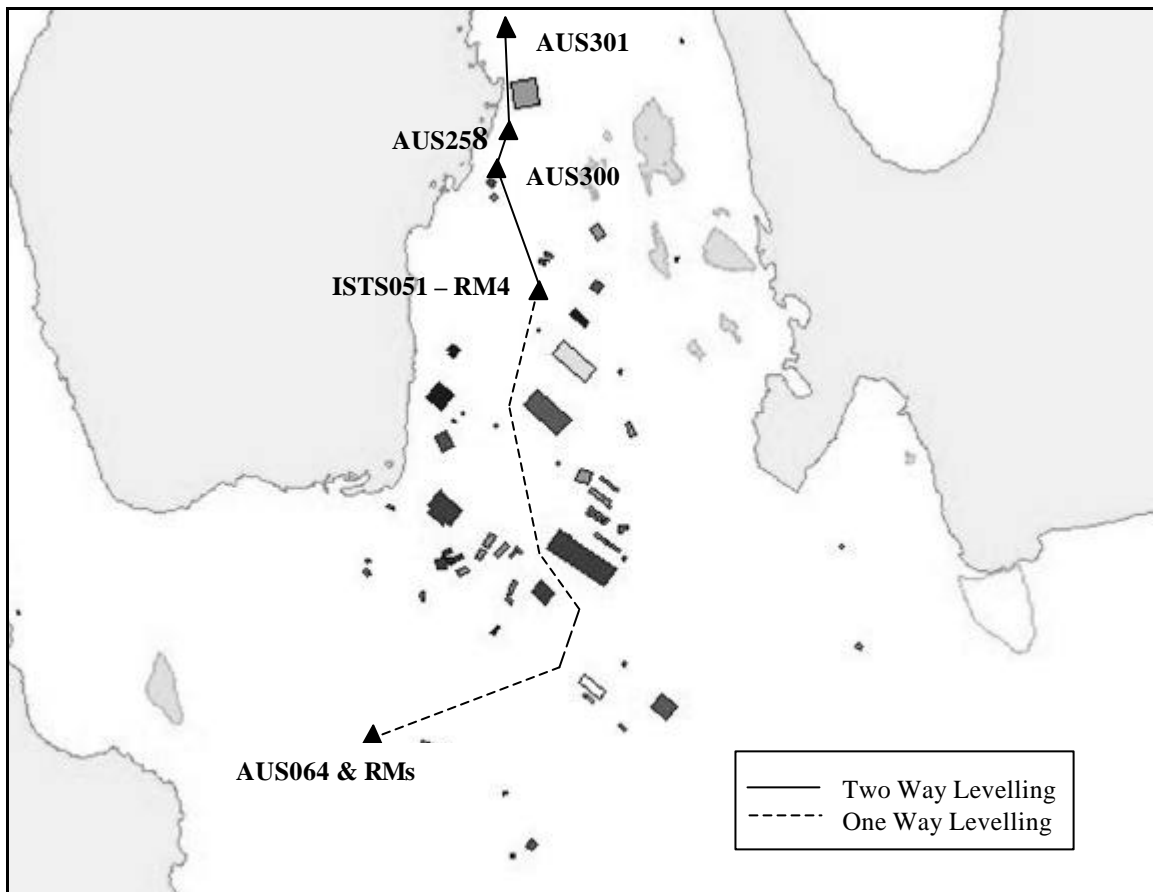 AUS301
AUS258
AUS300
ISTS051 – RM4
AUS064 & RMs
Two Way Levelling
One Way Levelling